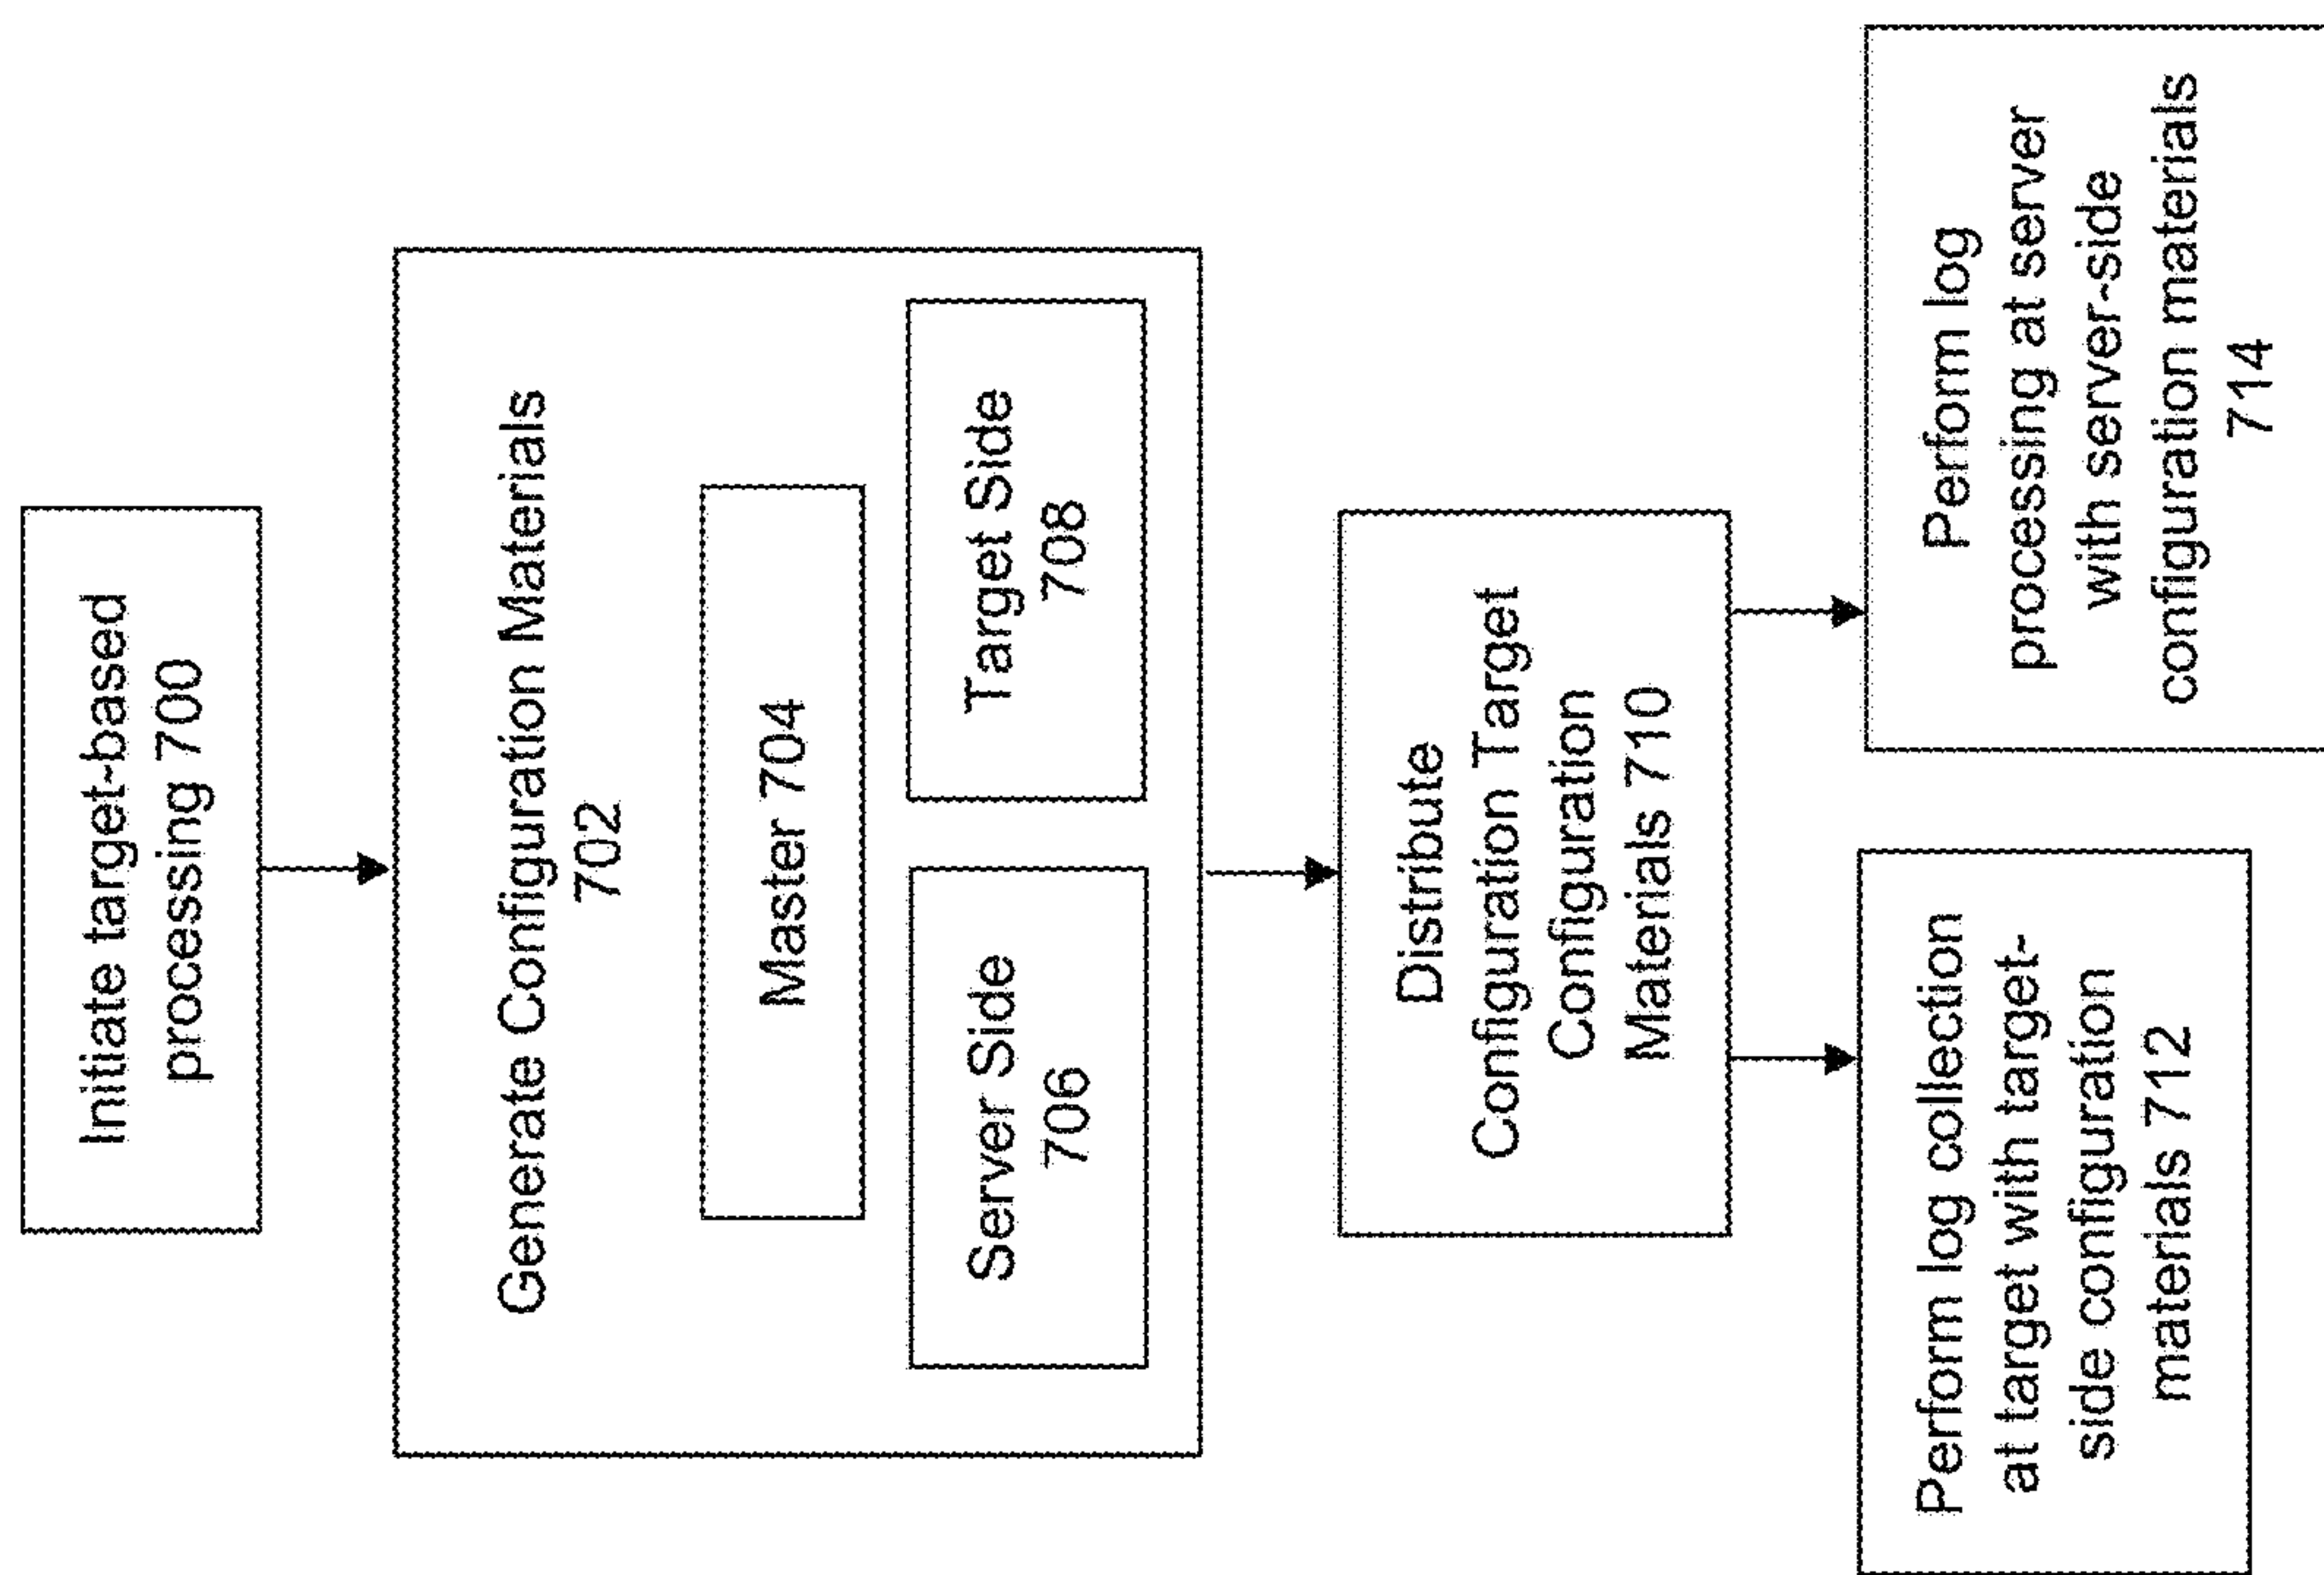 Initiate target-based
processing 700
Generate Configuration Materials
702
Master 704
Server Side
706
Target Side
708
Distribute
Configuration Target
Configuration
Materials 710
Perform log collection
at target with target-
side configuration
materials 712
Perform log
processing at server
with server-side
configuration materials
714